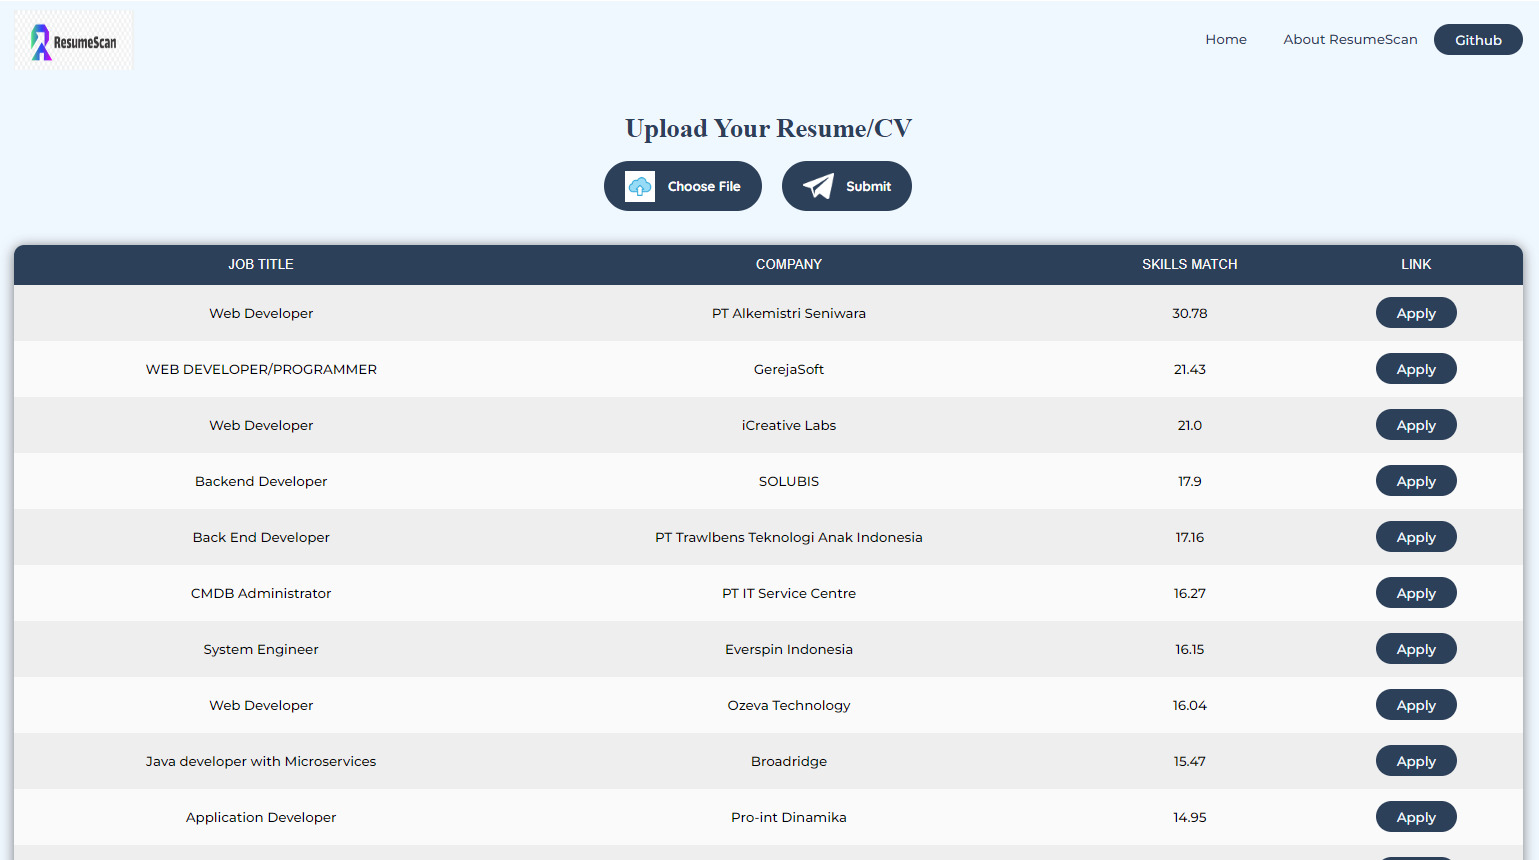 ResumeScan
Home About ResumeScan Github
Upload Your Resume/CV
Choose File Submit
JOB TITLE COMPANY SKILLS MATCH LINK
Web Developer PT Alkemistri Seniwara 30.78 Apply
WEB DEVELOPER/PROGRAMMER GerejaSoft 21.43 Apply
Web Developer iCreative Labs 21.0 Apply
Backend Developer SOLUBIS 17.9 Apply
Back End Developer PT Trawlbens Teknologi Anak Indonesia 17.16 Apply
CMDB Administrator PT IT Service Centre 16.27 Apply
System Engineer Everspin Indonesia 16.15 Apply
Web Developer Ozeva Technology 16.04 Apply
Java developer with Microservices Broadridge 15.47 Apply
Application Developer Pro-int Dinamika 14.95 Apply